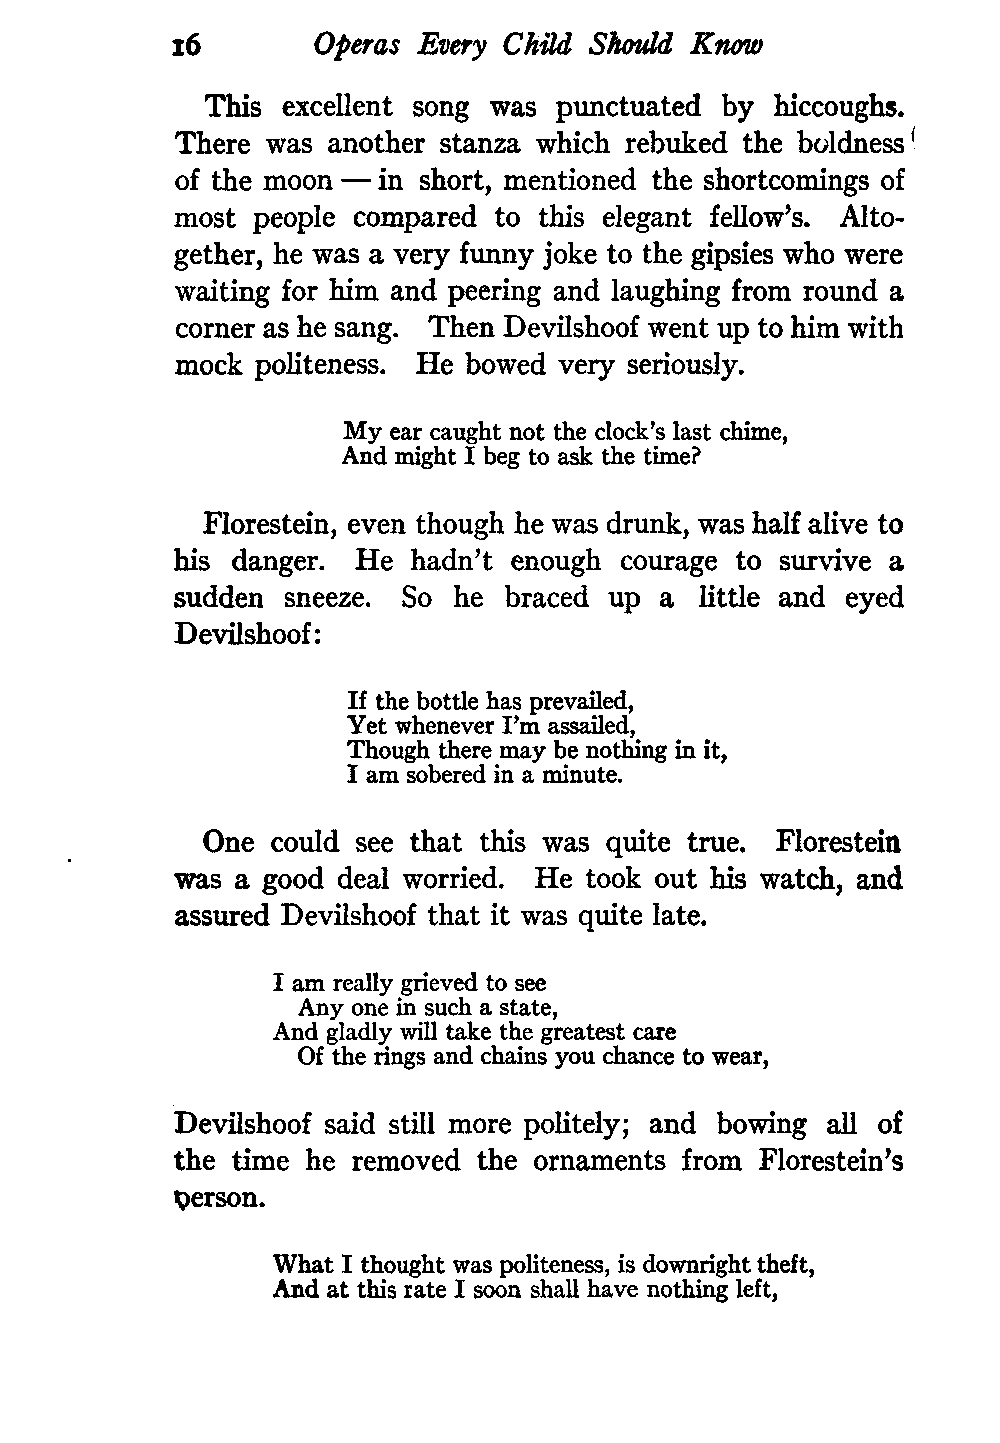 16 Operas Every Child Should Know
This excellent song was punctuated by hiccoughs.
There was another stanza which rebuked the boldness
of the moon — in short, mentioned the shortcomings of
most people compared to this elegant fellow's. Alto-
gether, he was a very funny joke to the gipsies who were
waiting for him and peering and laughing from round a
corner as he sang. Then Devilshoof went up to him with
mock politeness. He bowed very seriously.
My ear caught not the clock's last chime,
And might I beg to ask the time?
Florestein, even though he was drunk, was half alive to
his danger. He hadn't enough courage to survive a
sudden sneeze. So he braced up a little and eyed
Devilshoof:
If the bottle has prevailed,
Yet whenever I'm assailed,
Though there may be nothing in it,
I am sobered in a minute.
One could see that this was quite true. Florestein
was a good deal worried. He took out his watch, and
assured Devilshoof that it was quite late.
I am really grieved to see
Any one in such a state,
And gladly will take the greatest care
Of the rings and chains you chance to wear,
Devilshoof said still more politely; and bowing all of
the time he removed the ornaments from Florestein's
person.
What I thought was politeness, is downright theft,
And at this rate I soon shall have nothing left,